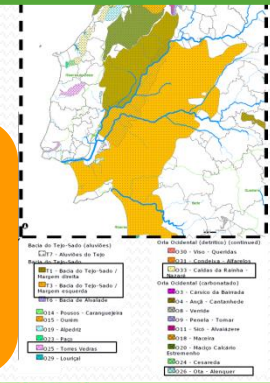 Bacia do Tejo-Sado (aluviões)
T7 - Aluviões do Tejo
Bacia do Tejo-Sado
T1 - Bacia do Tejo-Sado /
Margem direita
T3 - Bacia do Tejo-Sado /
Margem esquerda
T6 - Bacia de Alvalade
O14 - Pousos - Caranguejeira
O15 - Ourém
O19 - Alpedriz
O23 - Paço
O25 - Torres Vedras
O29 - Louriçal
Orla Ocidental (detrítico) (continued)
O30 - Viso - Queridas
O31 - Condeixa - Alfarelos
O33 - Caldas da Rainha -
Nazaré
Orla Ocidental (carbonatado)
O3 - Cársico da Bairrada
O4 - Ançã - Cantanhede
O8 - Verride
O9 - Penela - Tomar
O11 - Sicó - Alvaiázere
O18 - Maceira
O20 - Maciço Calcário
Estremenho
O24 - Cesareda
O26 - Ota - Alenquer